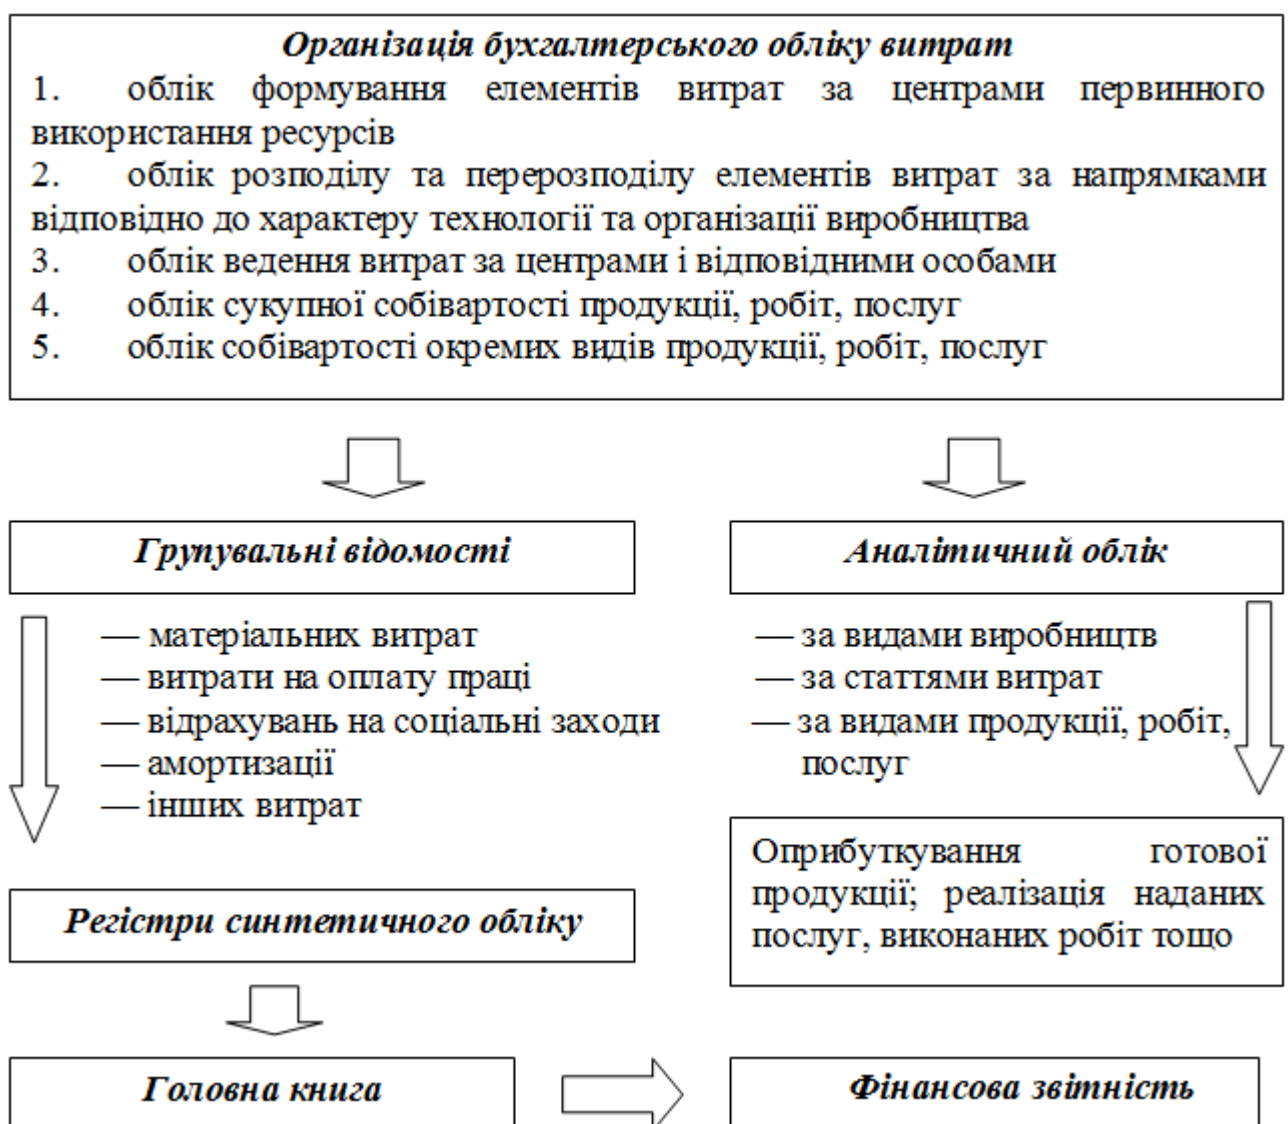 Організація бухгалтерського обліку витрат
1. облік формування елементів витрат за центрами первинного
використання ресурсів
2. облік розподілу та перерозподілу елементів витрат за напрямками
відповідно до характеру технології та організації виробництва
3. облік ведення витрат за центрами і відповідними особами
4. облік сукупної собівартості продукції, робіт, послуг
5. облік собівартості окремих видів продукції, робіт, послуг
Групувальні відомості
— матеріальних витрат
— витрати на оплату праці
— відрахувань на соціальні заходи
— амортизації
— інших витрат
Регістри синтетичного обліку
Аналітичний облік
— за видами виробництв
— за статтями витрат
— за видами продукції, робіт,
послуг
Оприбуткування готової
продукції; реалізація наданих
послуг, виконаних робіт тощо
Головна книга
Фінансова звітність